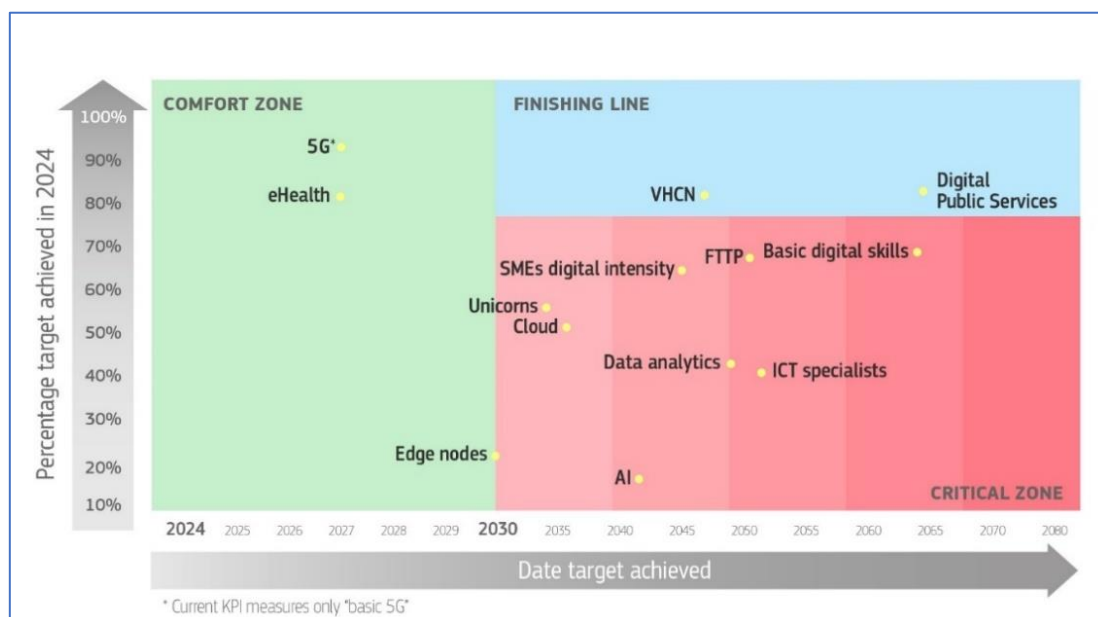 COMFORT ZONE
FINISHING LINE
Percentage target achieved in 2024
100%
90%
80%
70%
60%
50%
40%
30%
20%
10%
5G*
eHealth
VHCN
Digital
Public Services
SMEs digital intensity
FTTP
Basic digital skills
Unicorns
Cloud
Data analytics
ICT specialists
Edge nodes
AI
CRITICAL ZONE
2024 2025 2026 2027 2028 2029 2030 2035 2040 2045 2050 2055 2060 2065 2070 2080
Date target achieved
* Current KPI measures only "basic 5G"